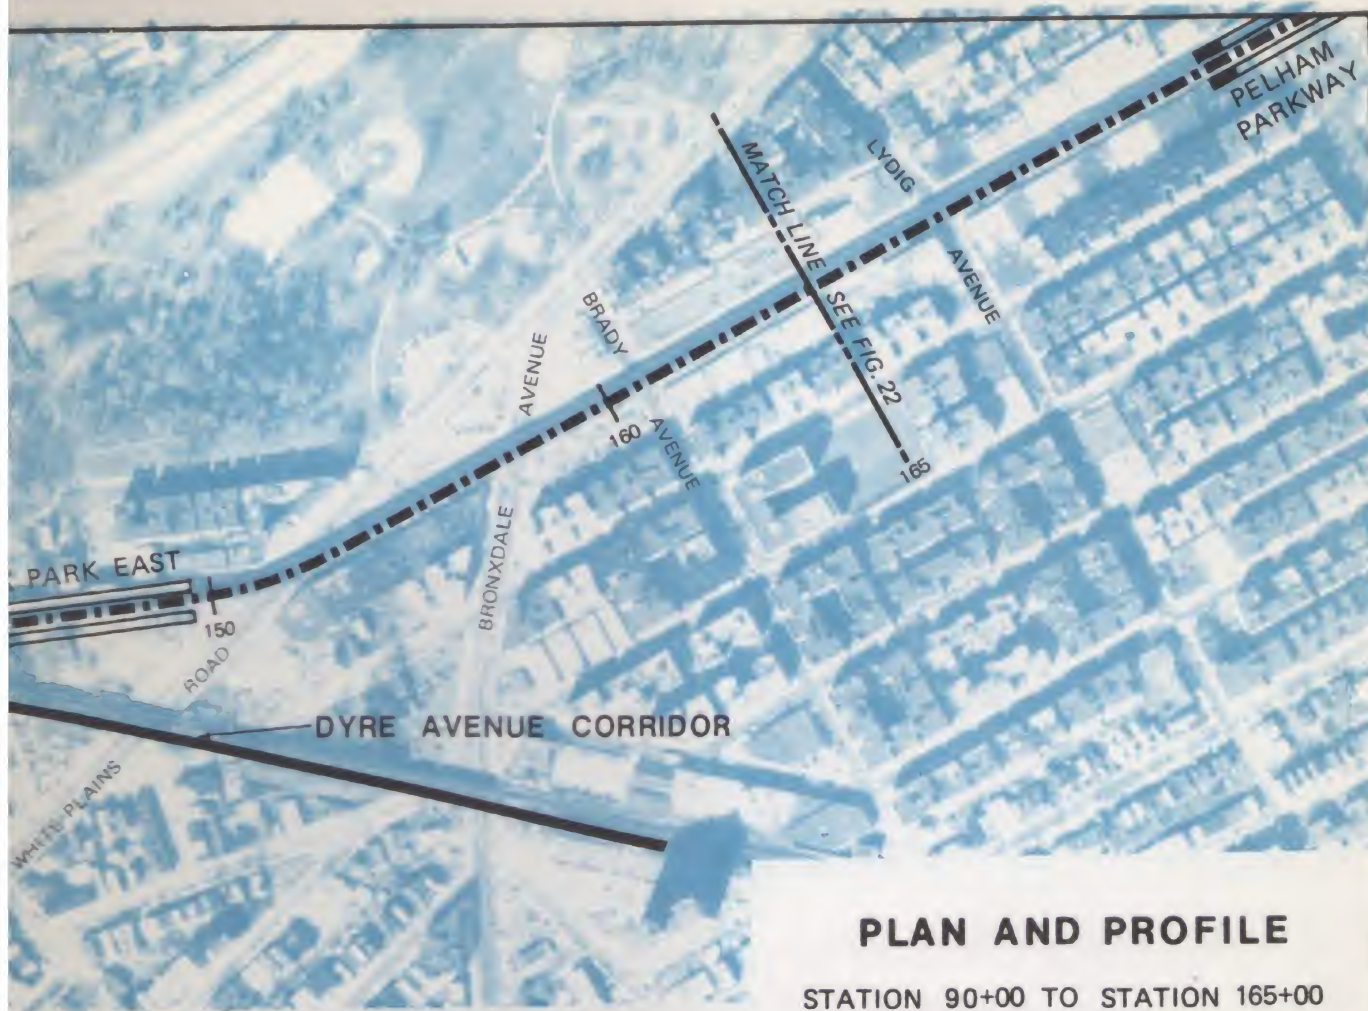 PELHAM
PARKWAY
LYDIG
AVENUE
MATCH LINE SEE FIG. 22
165
BRADY
AVENUE
160
BRONXDALE AVENUE
PARK EAST
150
WHITE PLAINS ROAD
DYRE AVENUE CORRIDOR
PLAN AND PROFILE
STATION 90+00 TO STATION 165+00